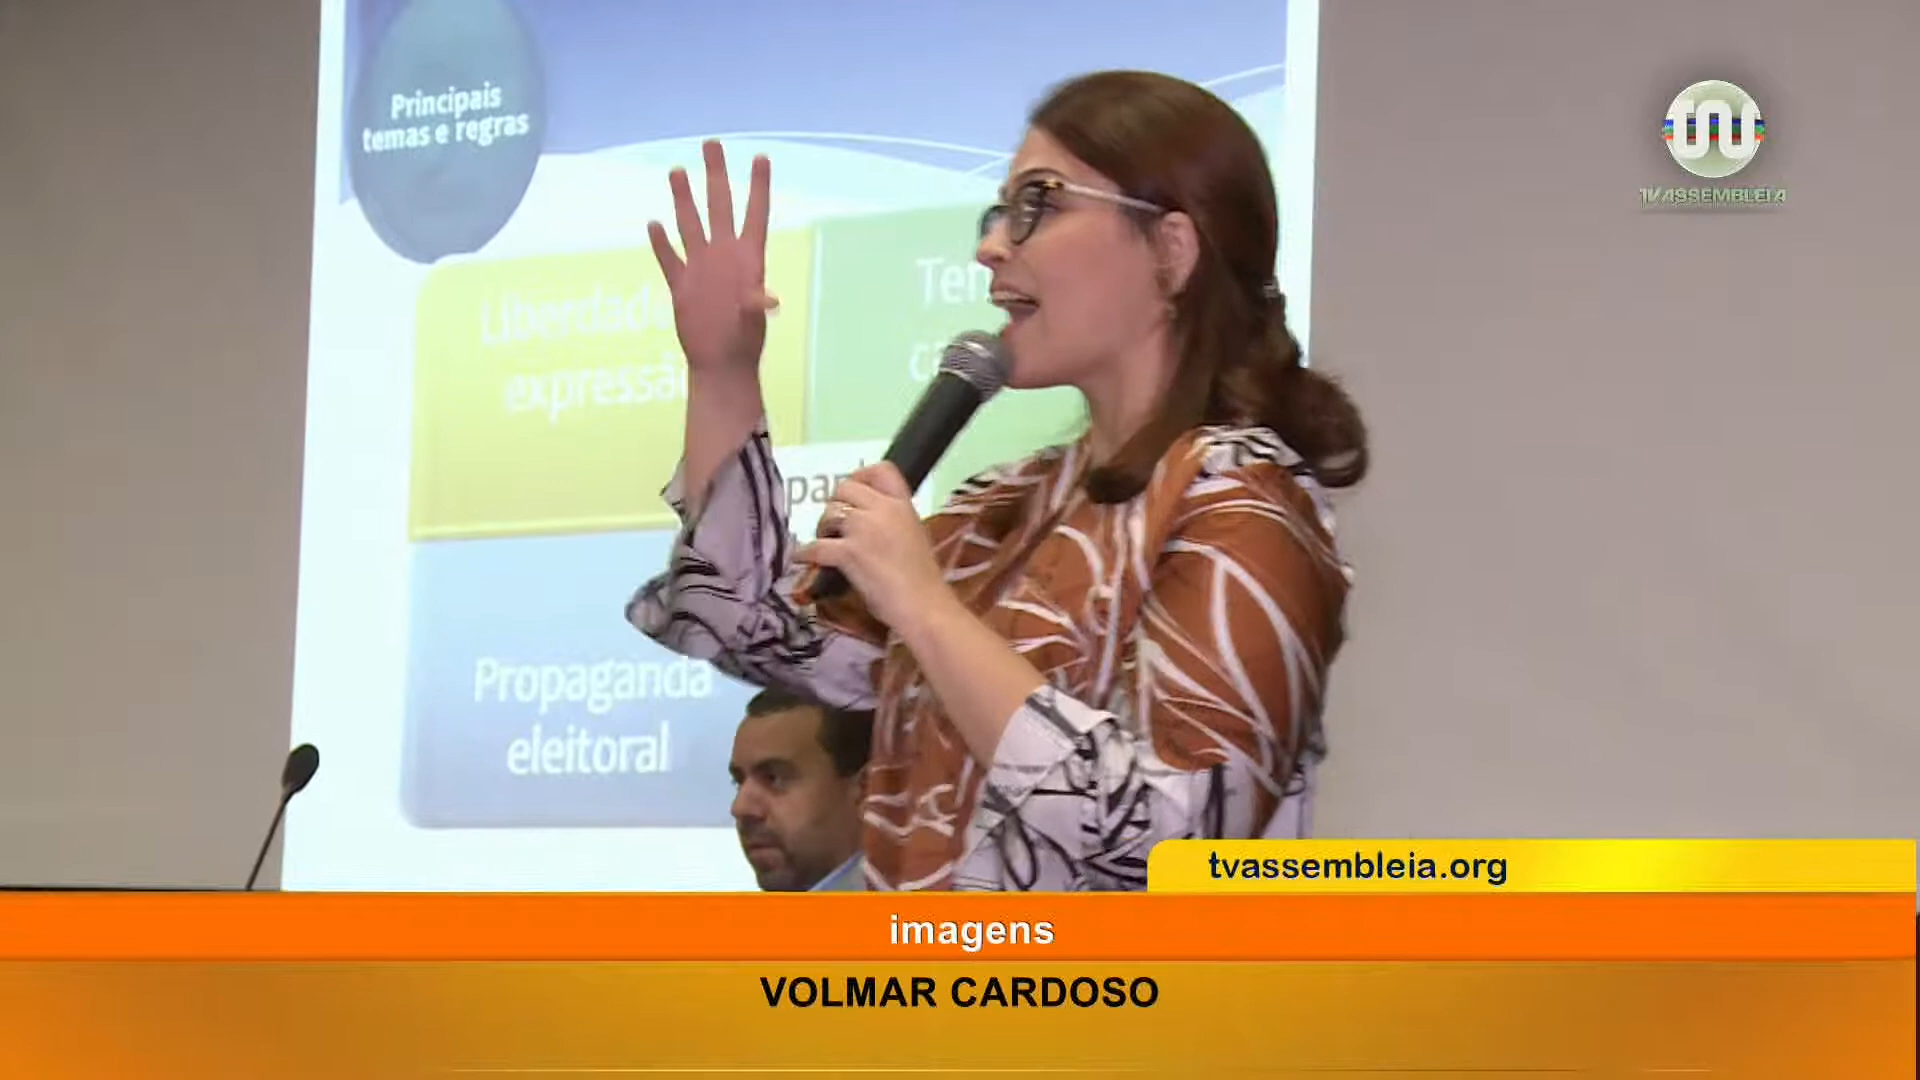 Principais
temas e regras
TVASSEMBLEIA
Liberdade
expressão
Propaganda
eleitoral
tvassembleia.org
imagens
VOLMAR CARDOSO